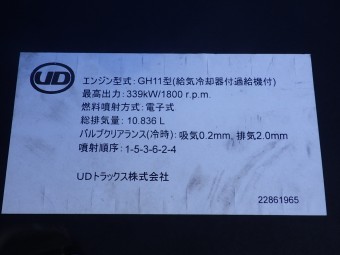 UD
エンジン型式：GH11型(給気冷却器付過給機付)
最高出力：339kW/1800 r.p.m.
燃料噴射方式：電子式
総排気量：10.836 L
バルブクリアランス(冷時)：吸気0.2mm, 排気2.0mm
噴射順序：1-5-3-6-2-4
UDトラックス株式会社
22861965